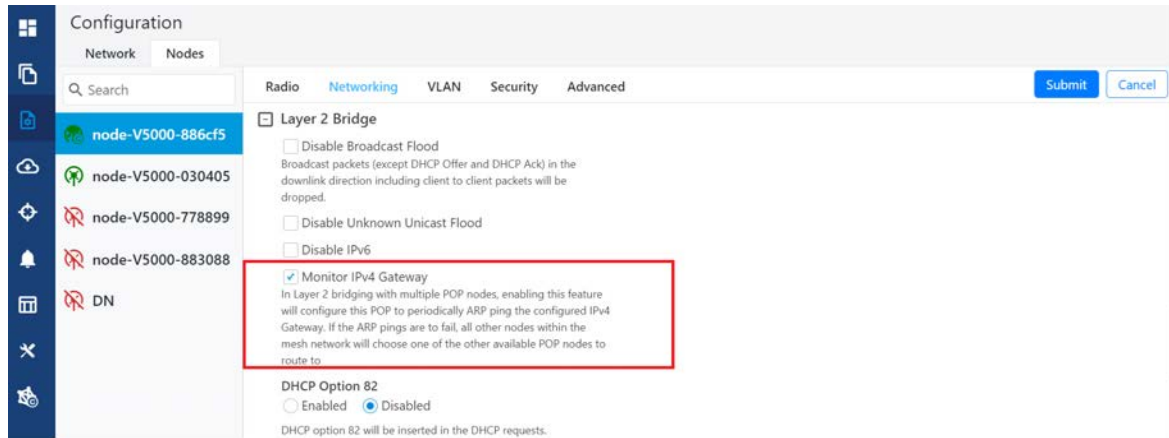 Configuration
Network Nodes
Search
Radio Networking VLAN Security Advanced
Submit Cancel
node-V5000-886cf5
node-V5000-030405
node-V5000-778899
node-V5000-883088
DN
Layer 2 Bridge
Disable Broadcast Flood
Broadcast packets (except DHCP Offer and DHCP Ack) in the
downlink direction including client to client packets will be
dropped.
Disable Unknown Unicast Flood
Disable IPv6
Monitor IPv4 Gateway
In Layer 2 bridging with multiple POP nodes, enabling this feature
will configure this POP to periodically ARP ping the configured IPv4
Gateway. If the ARP pings are to fail, all other nodes within the
mesh network will choose one of the other available POP nodes to
route to
DHCP Option 82
Enabled Disabled
DHCP option 82 will be inserted in the DHCP requests.